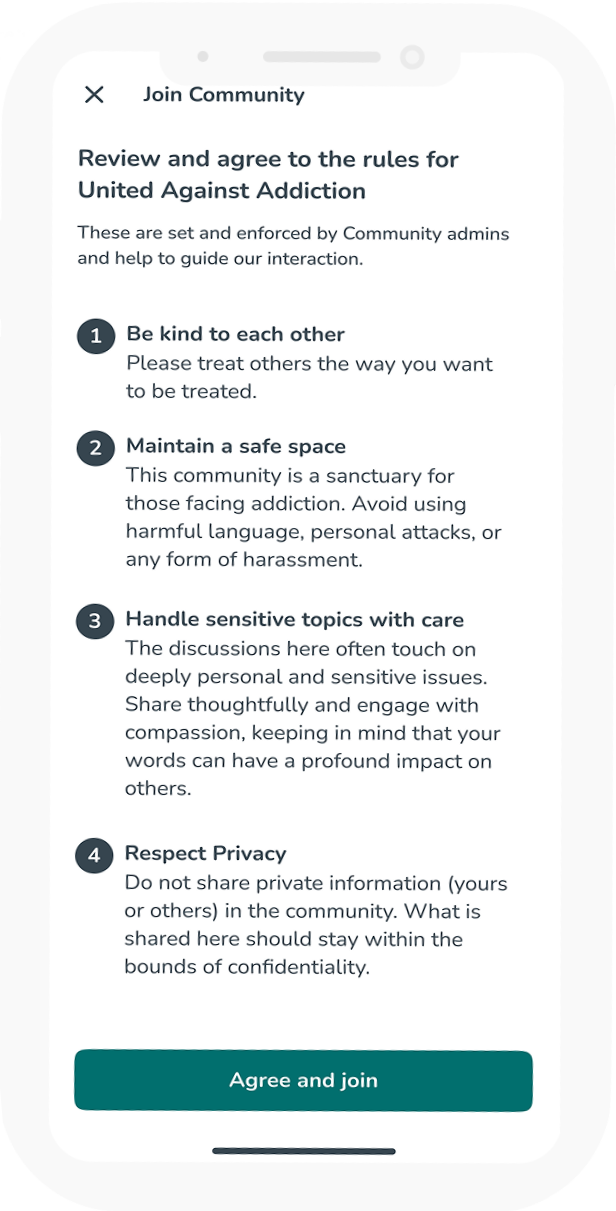 Join Community
Review and agree to the rules for
United Against Addiction
These are set and enforced by Community admins
and help to guide our interaction.
1 Be kind to each other
Please treat others the way you want
to be treated.
2 Maintain a safe space
This community is a sanctuary for
those facing addiction. Avoid using
harmful language, personal attacks, or
any form of harassment.
3 Handle sensitive topics with care
The discussions here often touch on
deeply personal and sensitive issues.
Share thoughtfully and engage with
compassion, keeping in mind that your
words can have a profound impact on
others.
4 Respect Privacy
Do not share private information (yours
or others) in the community. What is
shared here should stay within the
bounds of confidentiality.
Agree and join